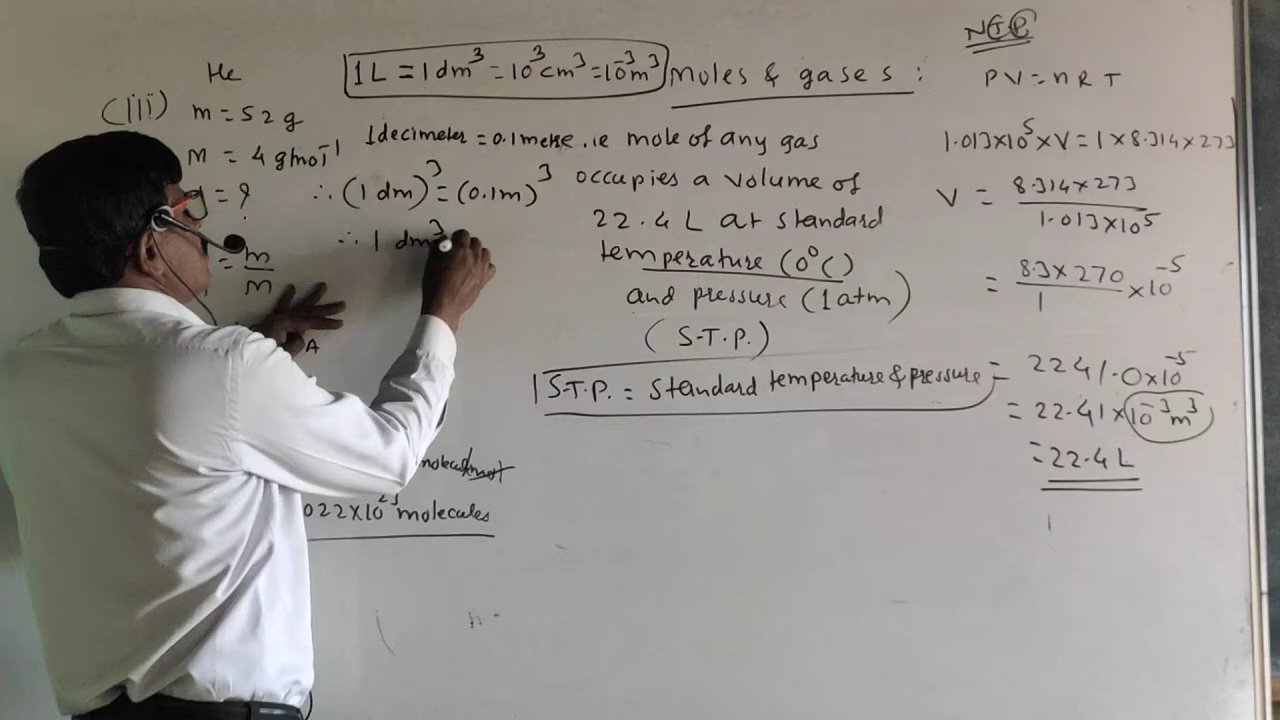 He
(iii) m = 52 g
M = 4 g mol⁻¹
= ?
= m/M
A
022 × 10²³ molecules
1 L = 1 dm³ = 10³ cm³ = 10⁻³ m³
1 decimeter = 0.1 metre
∴ (1 dm)³ = (0.1m)³
∴ 1 dm³
Moles & gases :
. ie mole of any gas
occupies a volume of
22.4 L at standard
temperature (0°C)
and pressure (1 atm)
(S.T.P.)
S.T.P. = Standard temperature & pressure
PV = nRT
1.013×10⁵ × V = 1 × 8.314 × 273
V = 8.314×273 / 1.013×10⁵
= 8.3 × 270 / 1 × 10⁻⁵
= 2241.0×10⁻⁵
= 22.41×10⁻³ m³
= 22.4 L